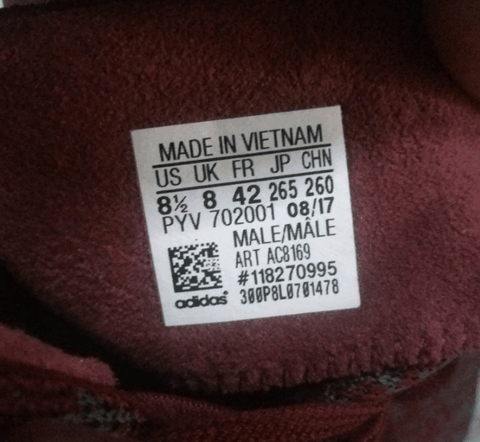 MADE IN VIETNAM
US UK FR JP CHN
8½ 8 42 265 260
PYV 702001 08/17
MALE/MÂLE
ART AC8169
#118270995
300P8L0701478
adidas